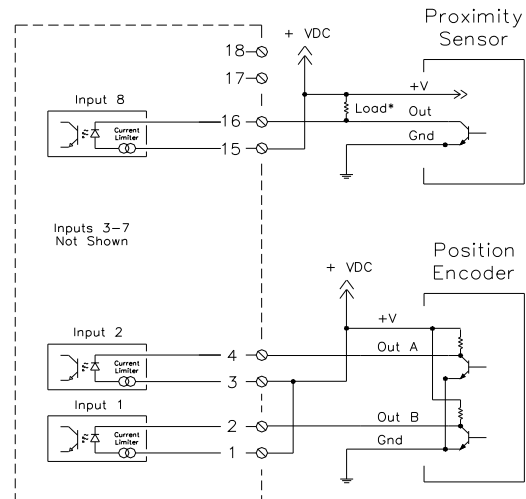 Proximity
Sensor
+ VDC
18
17
+V
Input 8
Load*
Out
Current
Limiter
16
Gnd
15
Inputs 3-7
Not Shown
Position
Encoder
+ VDC
+V
Input 2
Out A
Current
Limiter
4
3
Input 1
Out B
Current
Limiter
2
Gnd
1